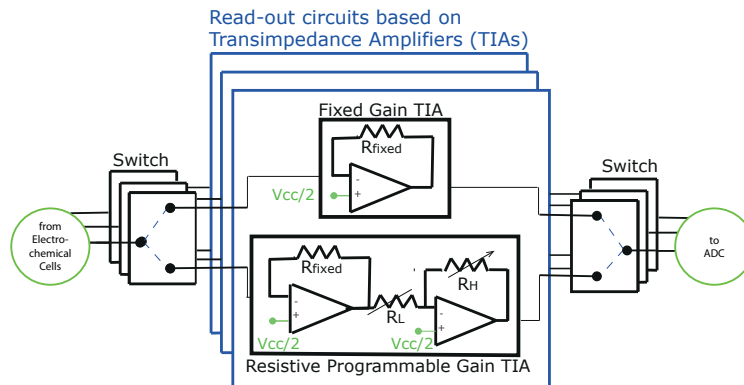 Read-out circuits based on
Transimpedance Amplifiers (TIAs)
Fixed Gain TIA
Rfixed
-
+
Vcc/2
Switch
Switch
from
Electro-
chemical
Cells
to
ADC
Rfixed
-
+
Vcc/2
RL
RH
-
+
Vcc/2
Resistive Programmable Gain TIA